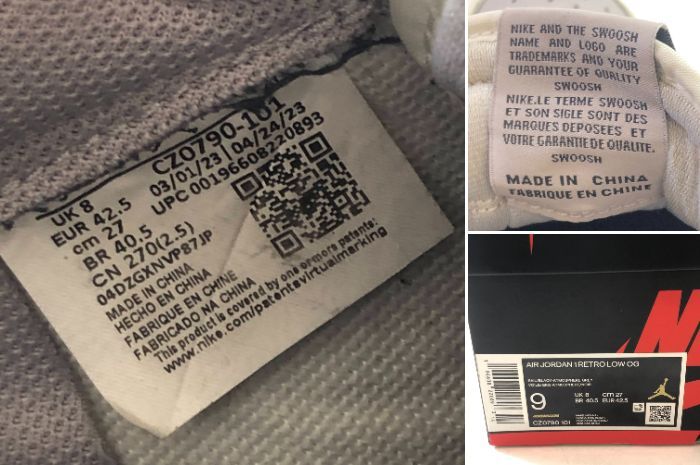 CZ0790-101
03/01/23 | 04/24/23
UPC 00196608220893
UK 8
EUR 42.5
cm 27
BR 40.5
CN 270(2.5)
04DZGXNVP87JP
MADE IN CHINA
HECHO EN CHINA
FABRIQUE EN CHINE
FABRICADO NA CHINA
This product is covered by one or more patents:
www.nike.com/patentsvirtualmarking
NIKE AND THE SWOOSH
NAME AND LOGO ARE
TRADEMARKS AND YOUR
GUARANTEE OF QUALITY
SWOOSH
NIKE.LE TERME SWOOSH
ET SON SIGLE SONT DES
MARQUES DEPOSEES ET
VOTRE GARANTIE DE QUALITE.
SWOOSH
MADE IN CHINA
FABRIQUE EN CHINE
AIR JORDAN 1 RETRO LOW OG
9
UK 8 cm 27
BR 40.5 EUR 42.5
CZ0790 101